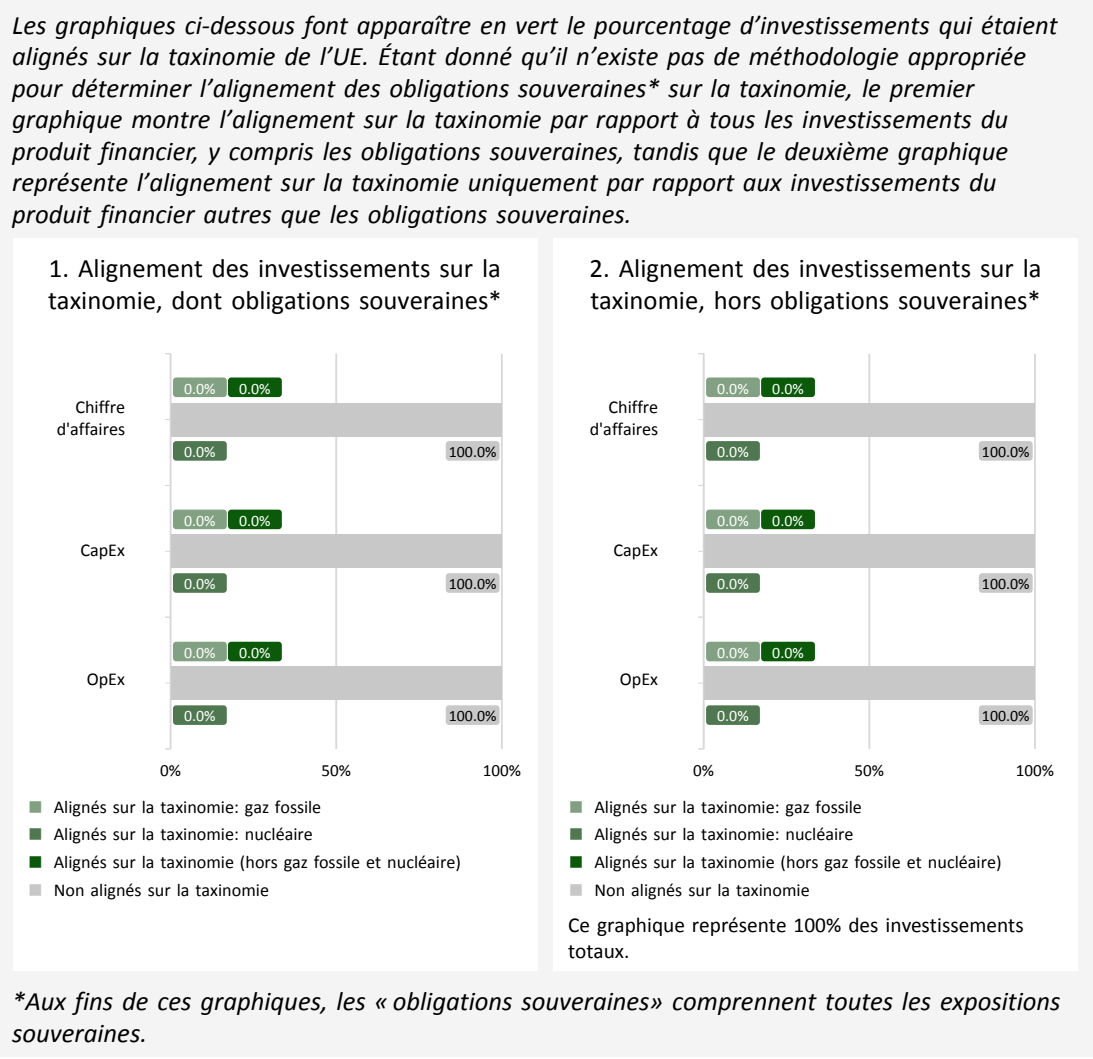 Les graphiques ci-dessous font apparaître en vert le pourcentage d’investissements qui étaient
alignés sur la taxinomie de l’UE. Étant donné qu’il n’existe pas de méthodologie appropriée
pour déterminer l’alignement des obligations souveraines* sur la taxinomie, le premier
graphique montre l’alignement sur la taxinomie par rapport à tous les investissements du
produit financier, y compris les obligations souveraines, tandis que le deuxième graphique
représente l’alignement sur la taxinomie uniquement par rapport aux investissements du
produit financier autres que les obligations souveraines.
1. Alignement des investissements sur la
taxinomie, dont obligations souveraines*
0.0% 0.0%
Chiffre
d'affaires
0.0% 100.0%
0.0% 0.0%
CapEx
0.0% 100.0%
0.0% 0.0%
OpEx
0.0% 100.0%
0% 50% 100%
Alignés sur la taxinomie: gaz fossile
Alignés sur la taxinomie: nucléaire
Alignés sur la taxinomie (hors gaz fossile et nucléaire)
Non alignés sur la taxinomie
2. Alignement des investissements sur la
taxinomie, hors obligations souveraines*
0.0% 0.0%
Chiffre
d'affaires
0.0% 100.0%
0.0% 0.0%
CapEx
0.0% 100.0%
0.0% 0.0%
OpEx
0.0% 100.0%
0% 50% 100%
Alignés sur la taxinomie: gaz fossile
Alignés sur la taxinomie: nucléaire
Alignés sur la taxinomie (hors gaz fossile et nucléaire)
Non alignés sur la taxinomie
Ce graphique représente 100% des investissements
totaux.
*Aux fins de ces graphiques, les « obligations souveraines» comprennent toutes les expositions
souveraines.